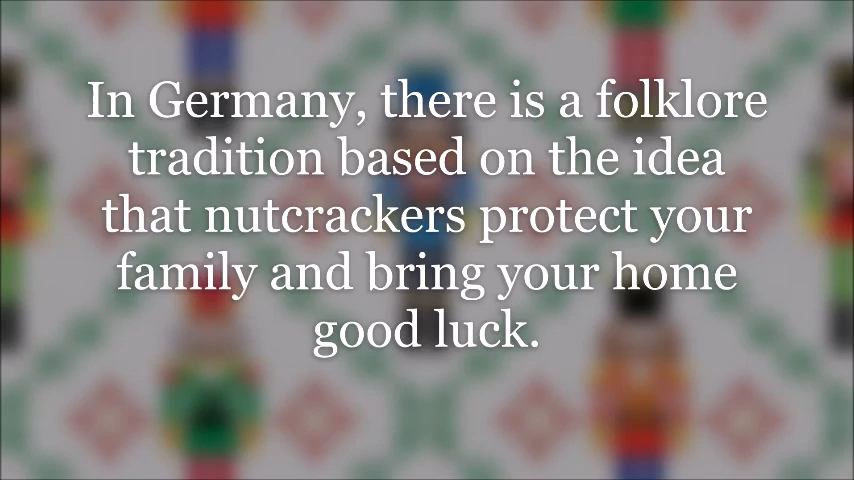 In Germany, there is a folklore
tradition based on the idea
that nutcrackers protect your
family and bring your home
good luck.